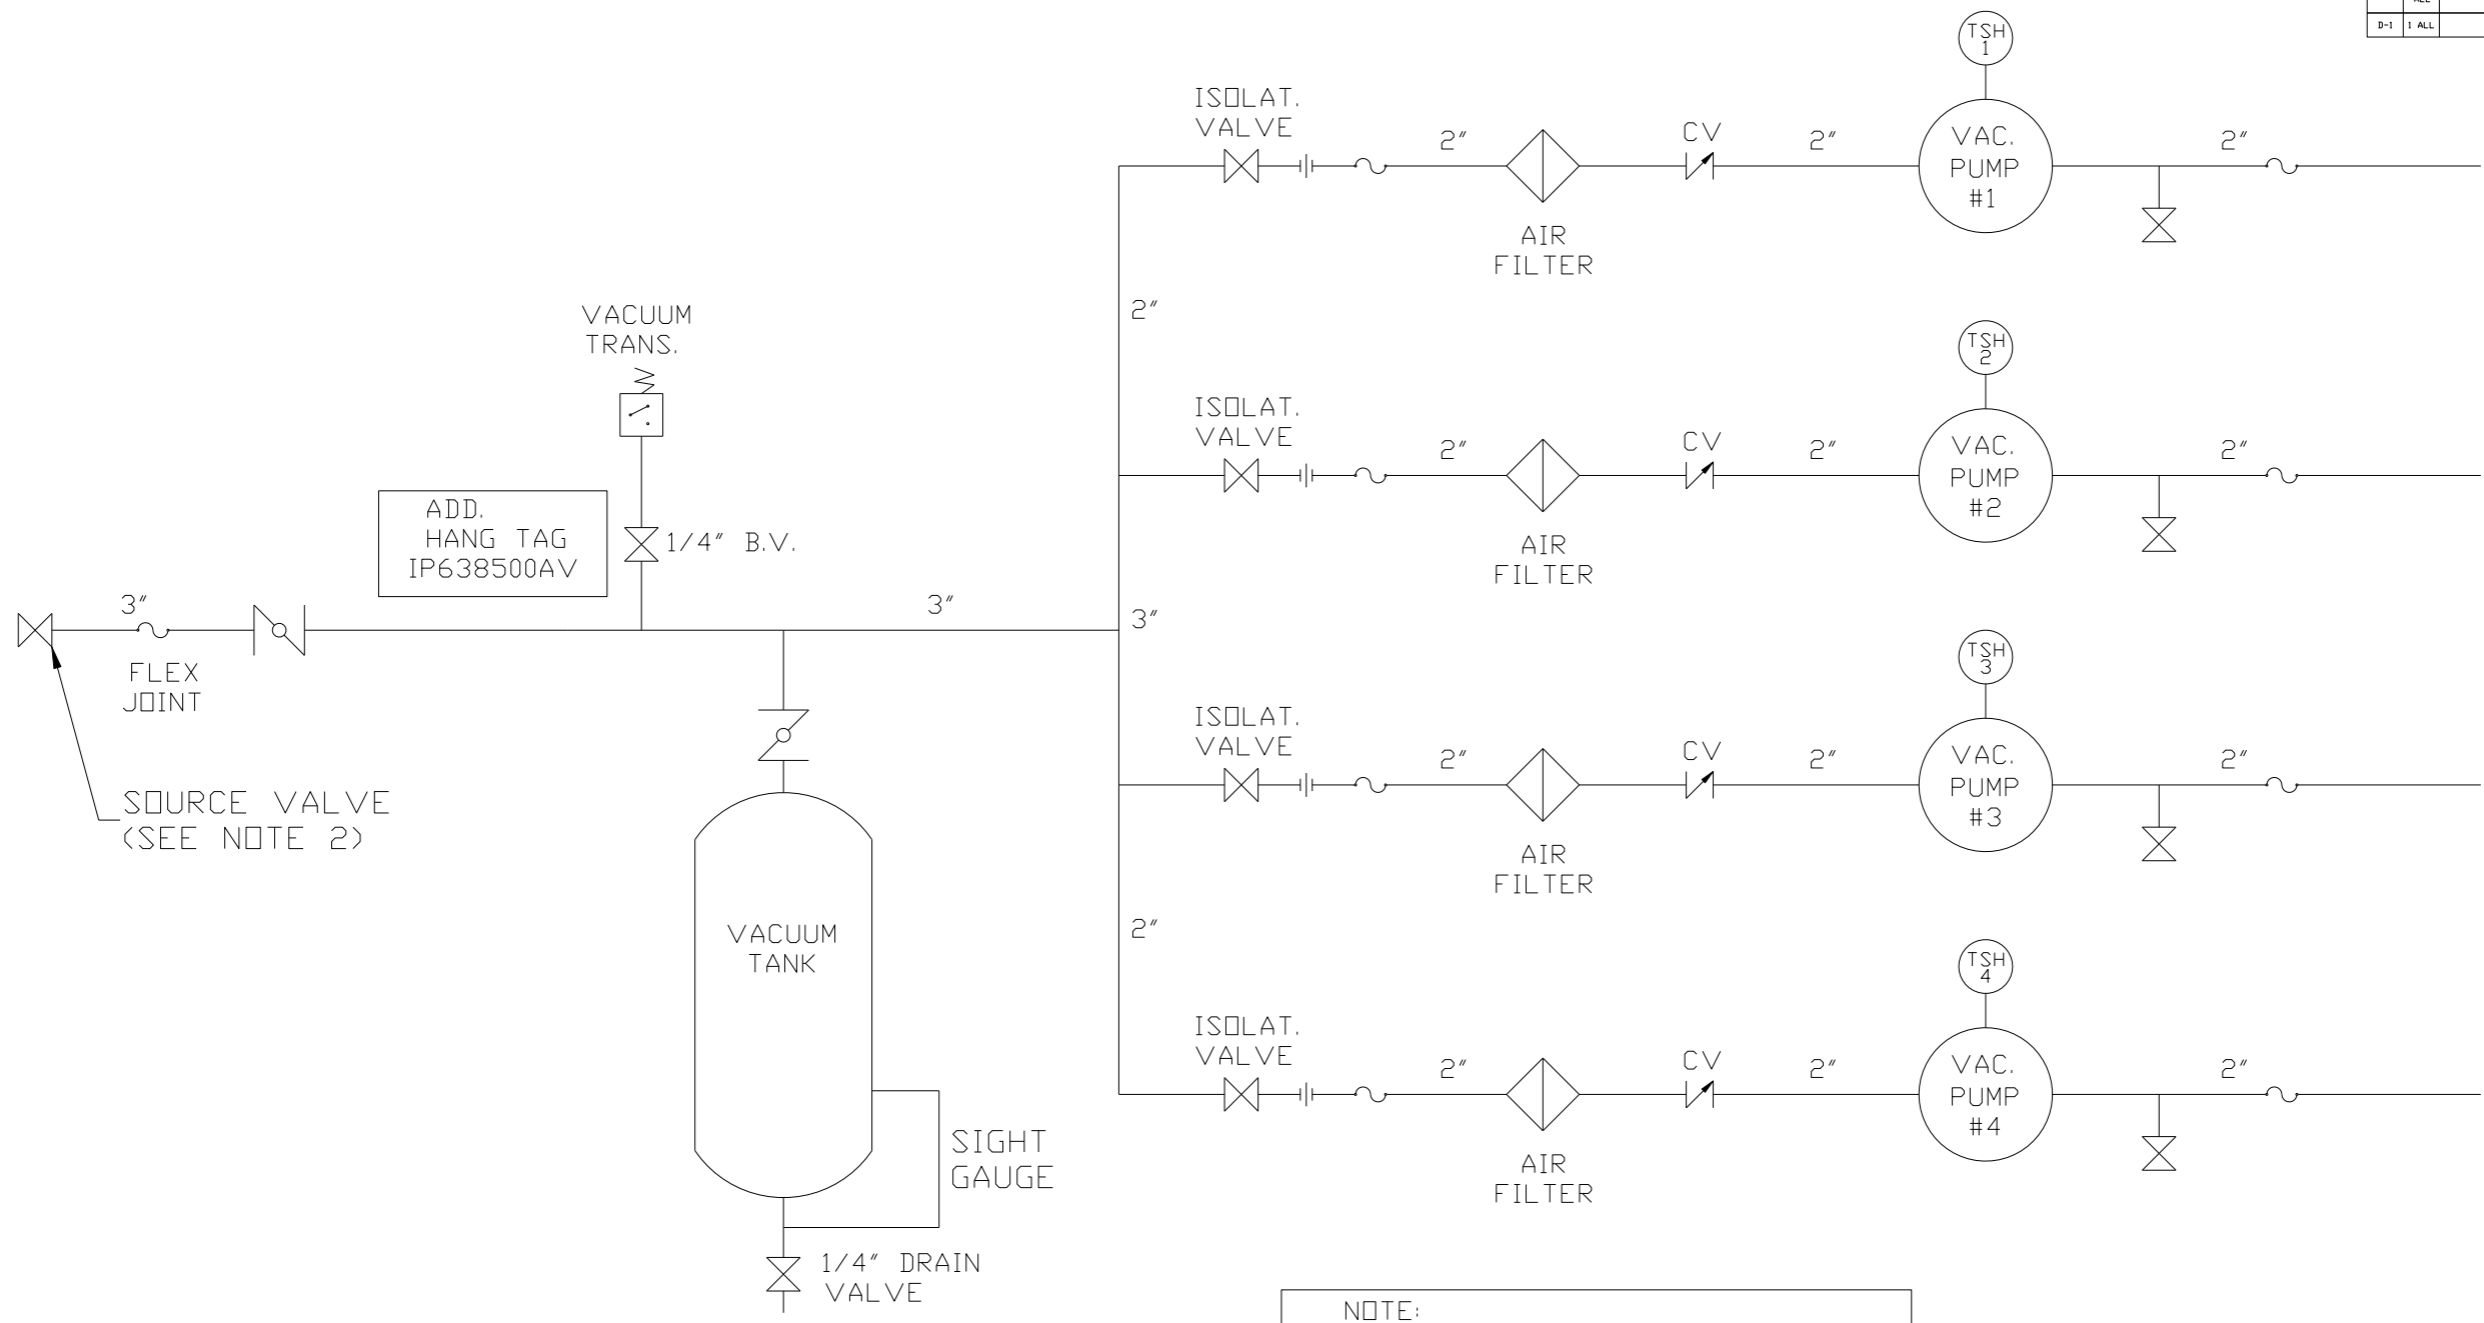 D-1 1 ALL
TSH
1
ISOLAT.
VALVE
2"
CV
2"
VAC.
PUMP
#1
2"
AIR
FILTER
2"
VACUUM
TRANS.
TSH
2
ISOLAT.
VALVE
2"
CV
2"
VAC.
PUMP
#2
2"
AIR
FILTER
ADD.
HANG TAG
IP638500AV
1/4" B.V.
3"
3"
3"
FLEX
JOINT
SOURCE VALVE
(SEE NOTE 2)
TSH
3
ISOLAT.
VALVE
2"
CV
2"
VAC.
PUMP
#3
2"
AIR
FILTER
VACUUM
TANK
2"
TSH
4
ISOLAT.
VALVE
2"
CV
2"
VAC.
PUMP
#4
2"
AIR
FILTER
SIGHT
GAUGE
1/4" DRAIN
VALVE
NOTE: